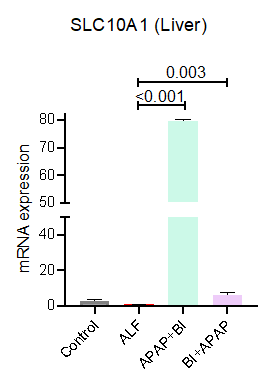 SLC10A1 (Liver)
0.003
<0.001
mRNA expression
80
70
60
50
40
20
0
Control
ALF
APAP+BI
BI+APAP